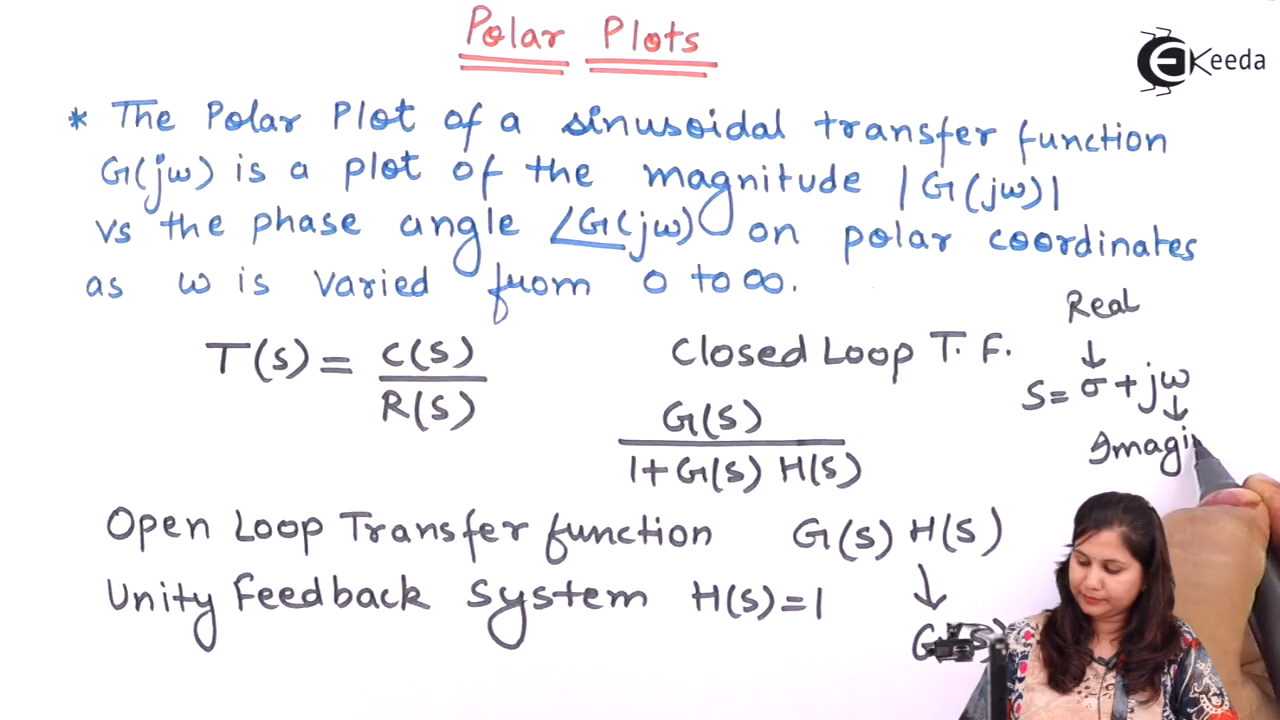 Polar Plots
EKeeda
* The Polar Plot of a sinusoidal transfer function
G(jω) is a plot of the magnitude |G(jω)|
vs the phase angle ∠G(jω) on polar coordinates
as ω is varied from 0 to ∞.
Real
↓
T(s) = C(s)/R(s)
Closed Loop T.F.
S = σ + jω
↓
Imagi
G(s)/1+G(s) H(s)
Open Loop Transfer function G(s) H(s)
↓
Unity Feedback System H(s)=1